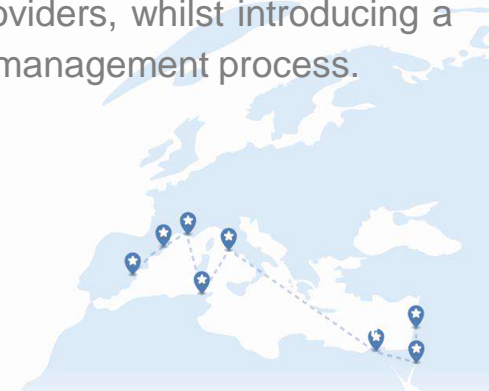 oviders, whilst introducing a
management process.